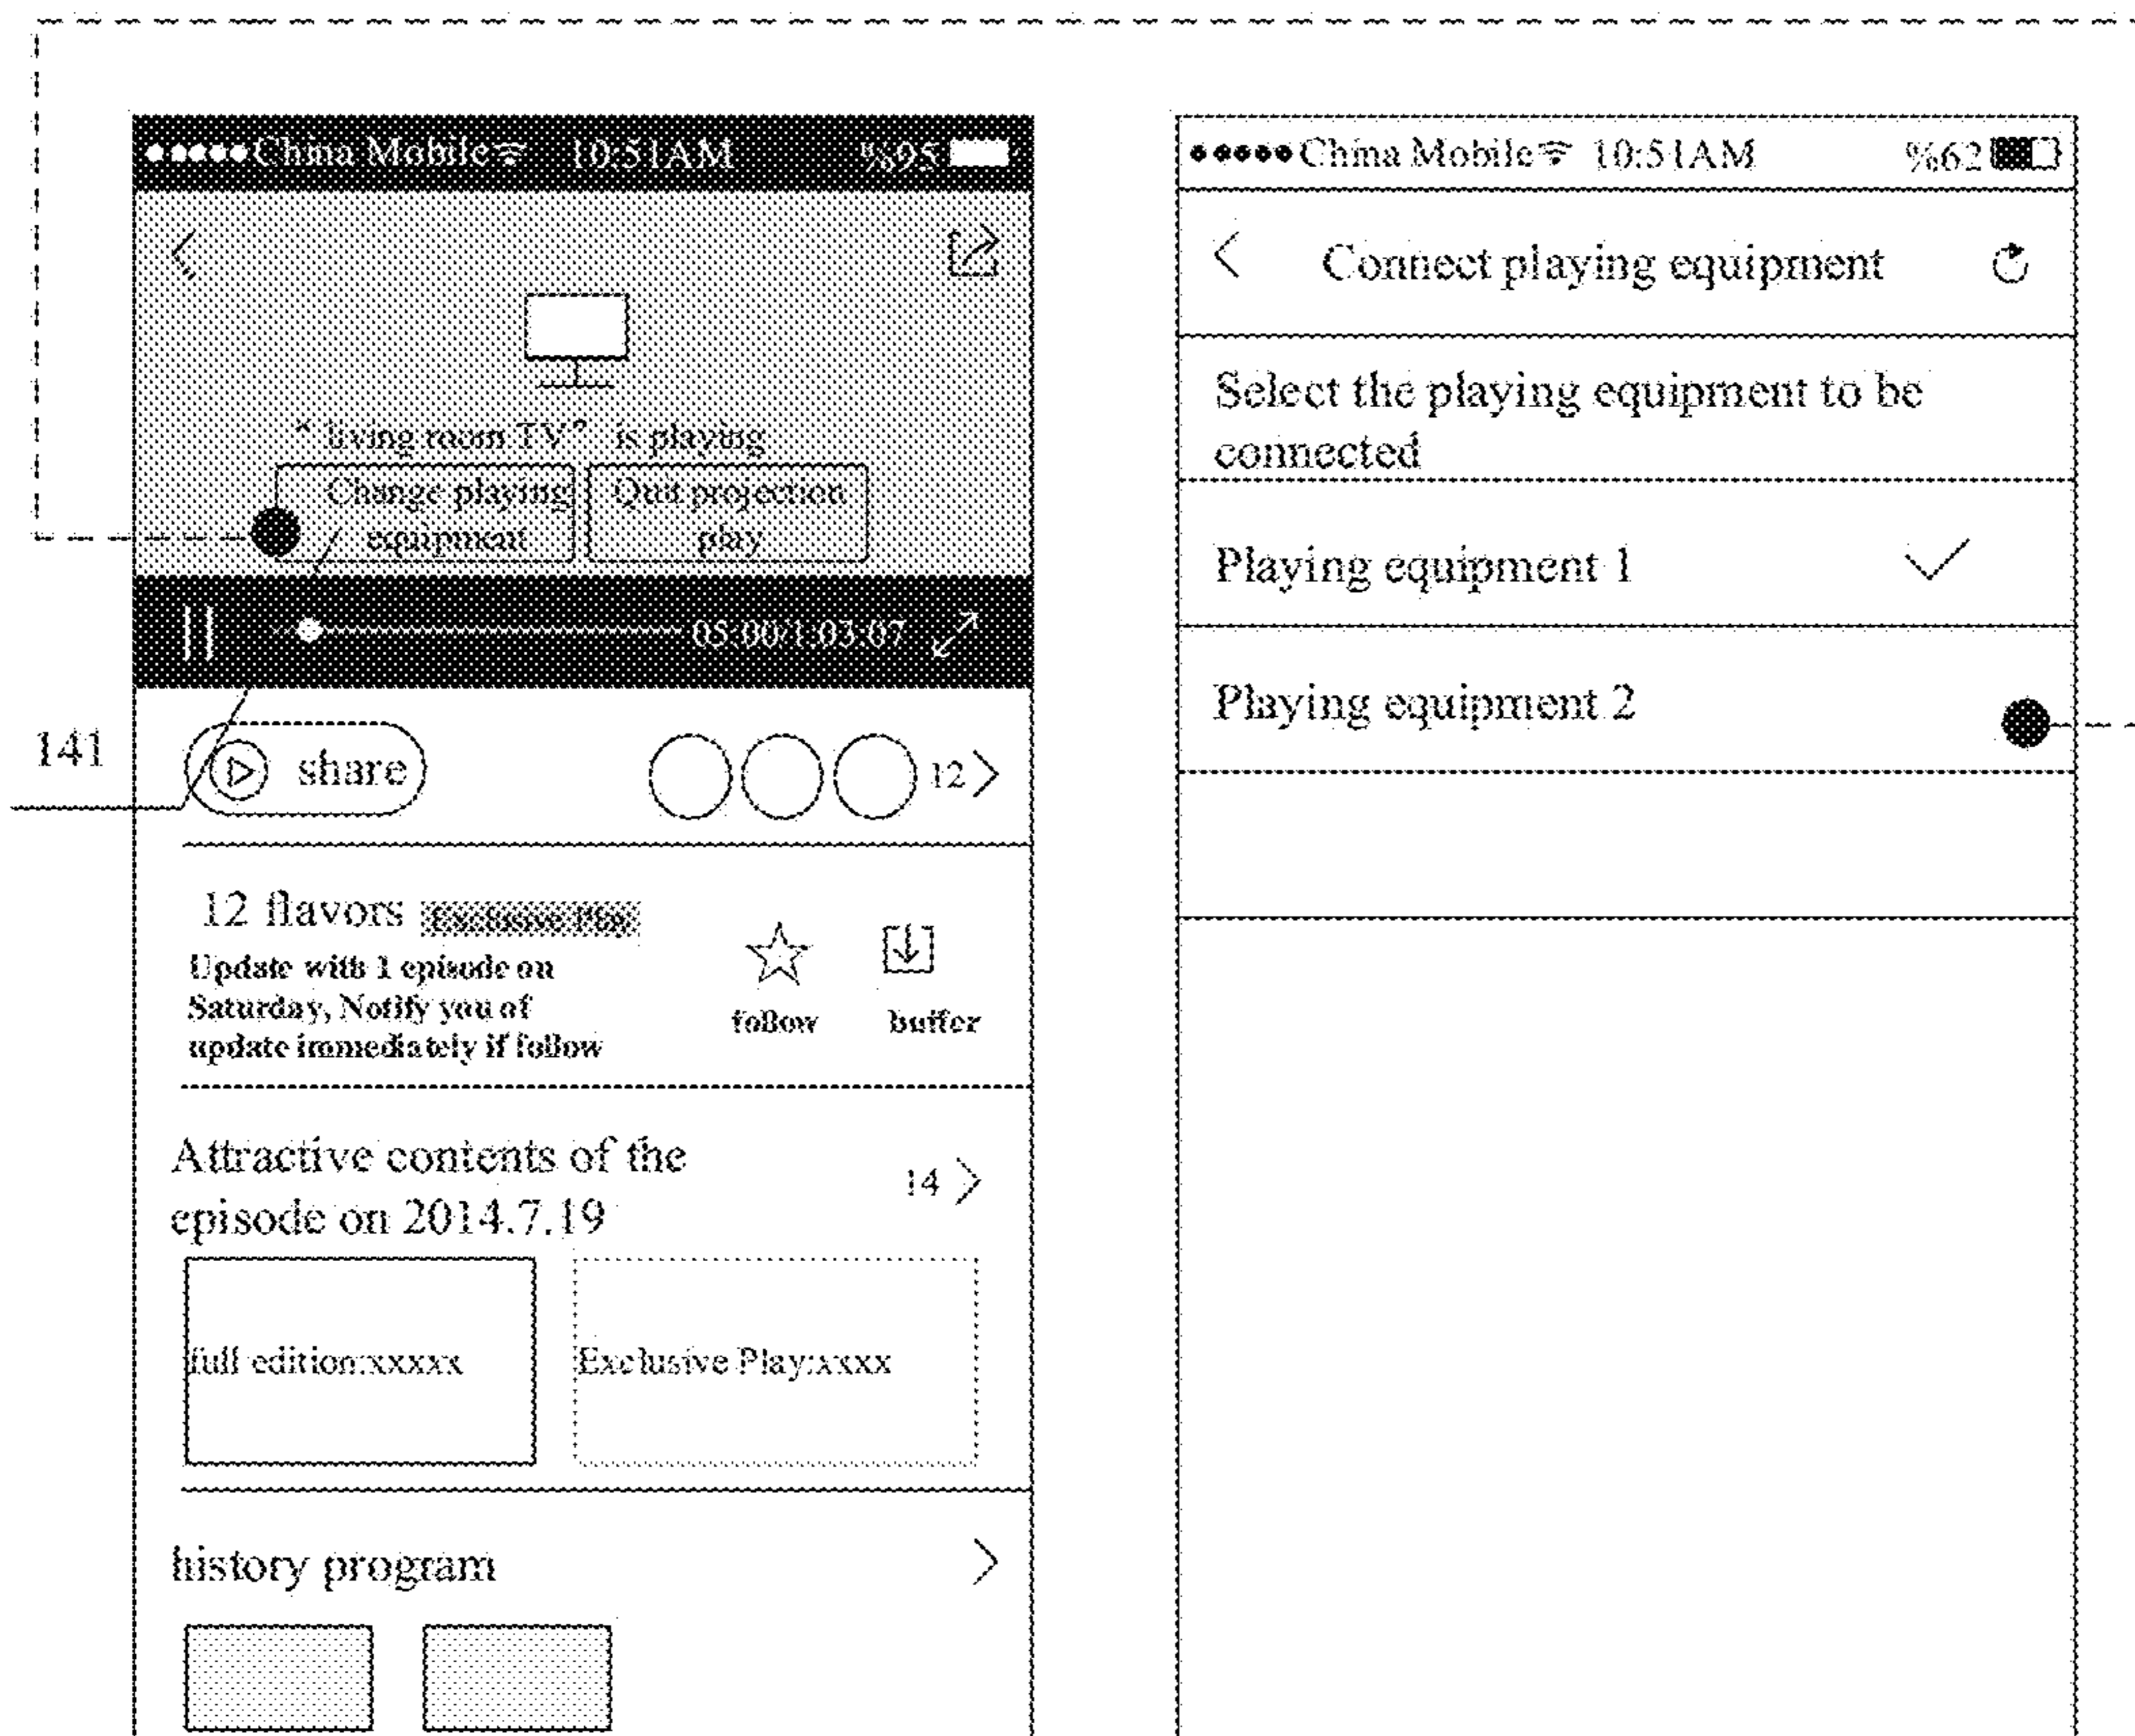 China Mobile 10:51AM %95
" living room TV" is playing
Change playing
equipment
Quit projection
play
05:00/1:03:07
141
share
12
12 flavors Exclusive Play
Update with 1 episode on
Saturday, Notify you of
update immediately if follow
follow
buffer
Attractive contents of the
episode on 2014.7.19
14
full edition:xxxxx
Exclusive Play:xxxx
history program
China Mobile 10:51AM %62
Connect playing equipment
Select the playing equipment to be
connected
Playing equipment 1
Playing equipment 2